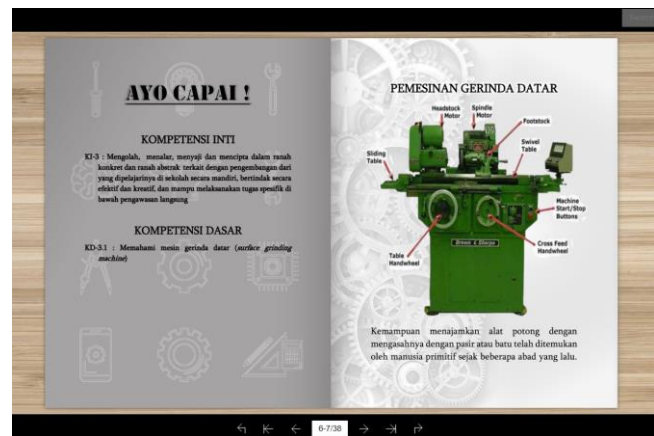 AYO CAPAI !
KOMPETENSI INTI
KI-3 : Mengolah, menalar, menyaji dan mencipta dalam ranah
konkret dan ranah abstrak terkait dengan pengembangan dari
yang dipelajarinya di sekolah secara mandiri, bertindak secara
efektif dan kreatif, dan mampu melaksanakan tugas spesifik di
bawah pengawasan langsung
KOMPETENSI DASAR
KD-3.1 : Memahami mesin gerinda datar (surface grinding
machine)
PEMESINAN GERINDA DATAR
Headstock
Motor
Spindle
Motor
Footstock
Swivel
Table
Sliding
Table
Machine
Start/Stop
Buttons
Brown & Sharpe
Table
Handwheel
Cross Feed
Handwheel
Kemampuan menajamkan alat potong dengan
mengasahnya dengan pasir atau batu telah ditemukan
oleh manusia primitif sejak beberapa abad yang lalu.
6-7/38